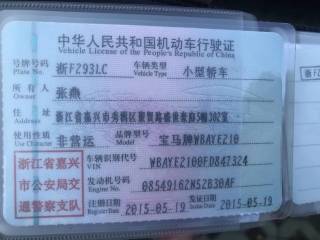 中华人民共和国机动车行驶证
Vehicle License of the People's Republic of China
号牌号码 浙FZ93LC 车辆类型 小型轿车
Plate No. Vehicle Type
所有人 张燕
Owner
住址 浙江省嘉兴市秀洲区
Address
使用性质 非营运 品牌型号 宝马牌WBAYE210
Use Character
浙江省嘉兴
市公安局交
通警察支队
车辆识别代号 WBAYE2100FD847324
VIN
发动机号码 08549162N52B30AF
Engine No.
注册日期 2015-05-19 发证日期 2015-05-19
Register Date Issue Date